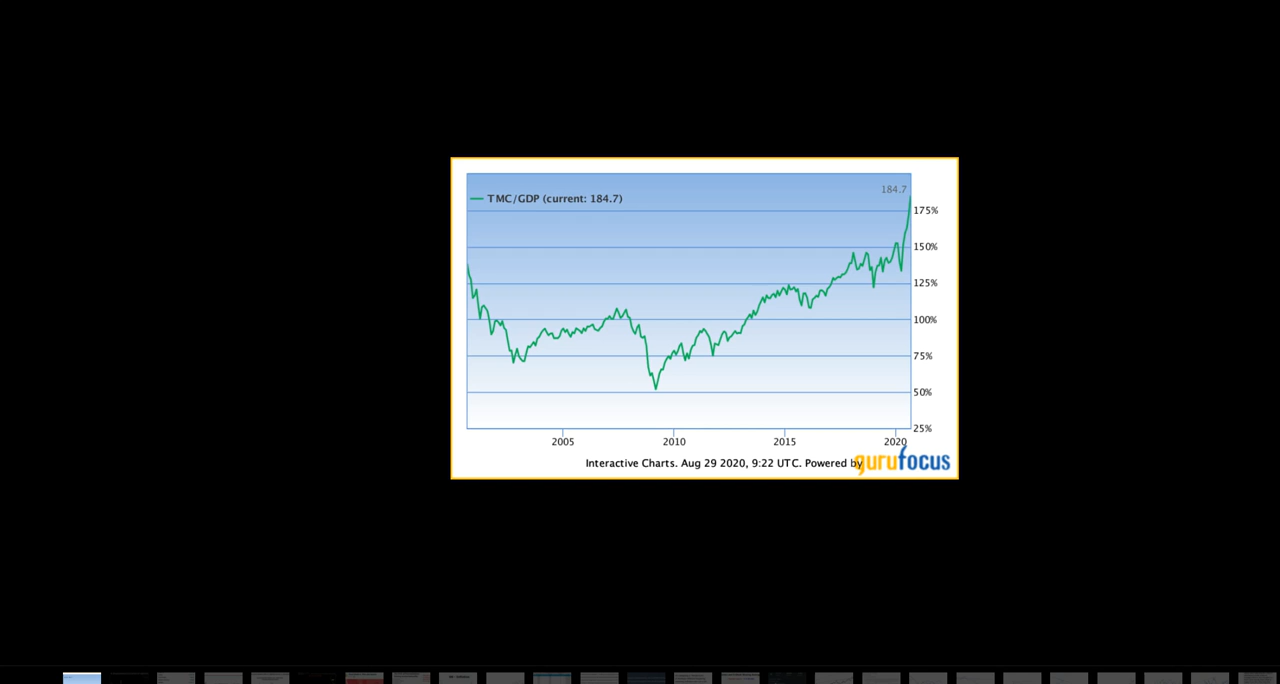 184.7
TMC/GDP (current: 184.7)
175%
150%
125%
100%
75%
50%
25%
2005 2010 2015 2020
Interactive Charts. Aug 29 2020, 9:22 UTC. Powered by gurufocus